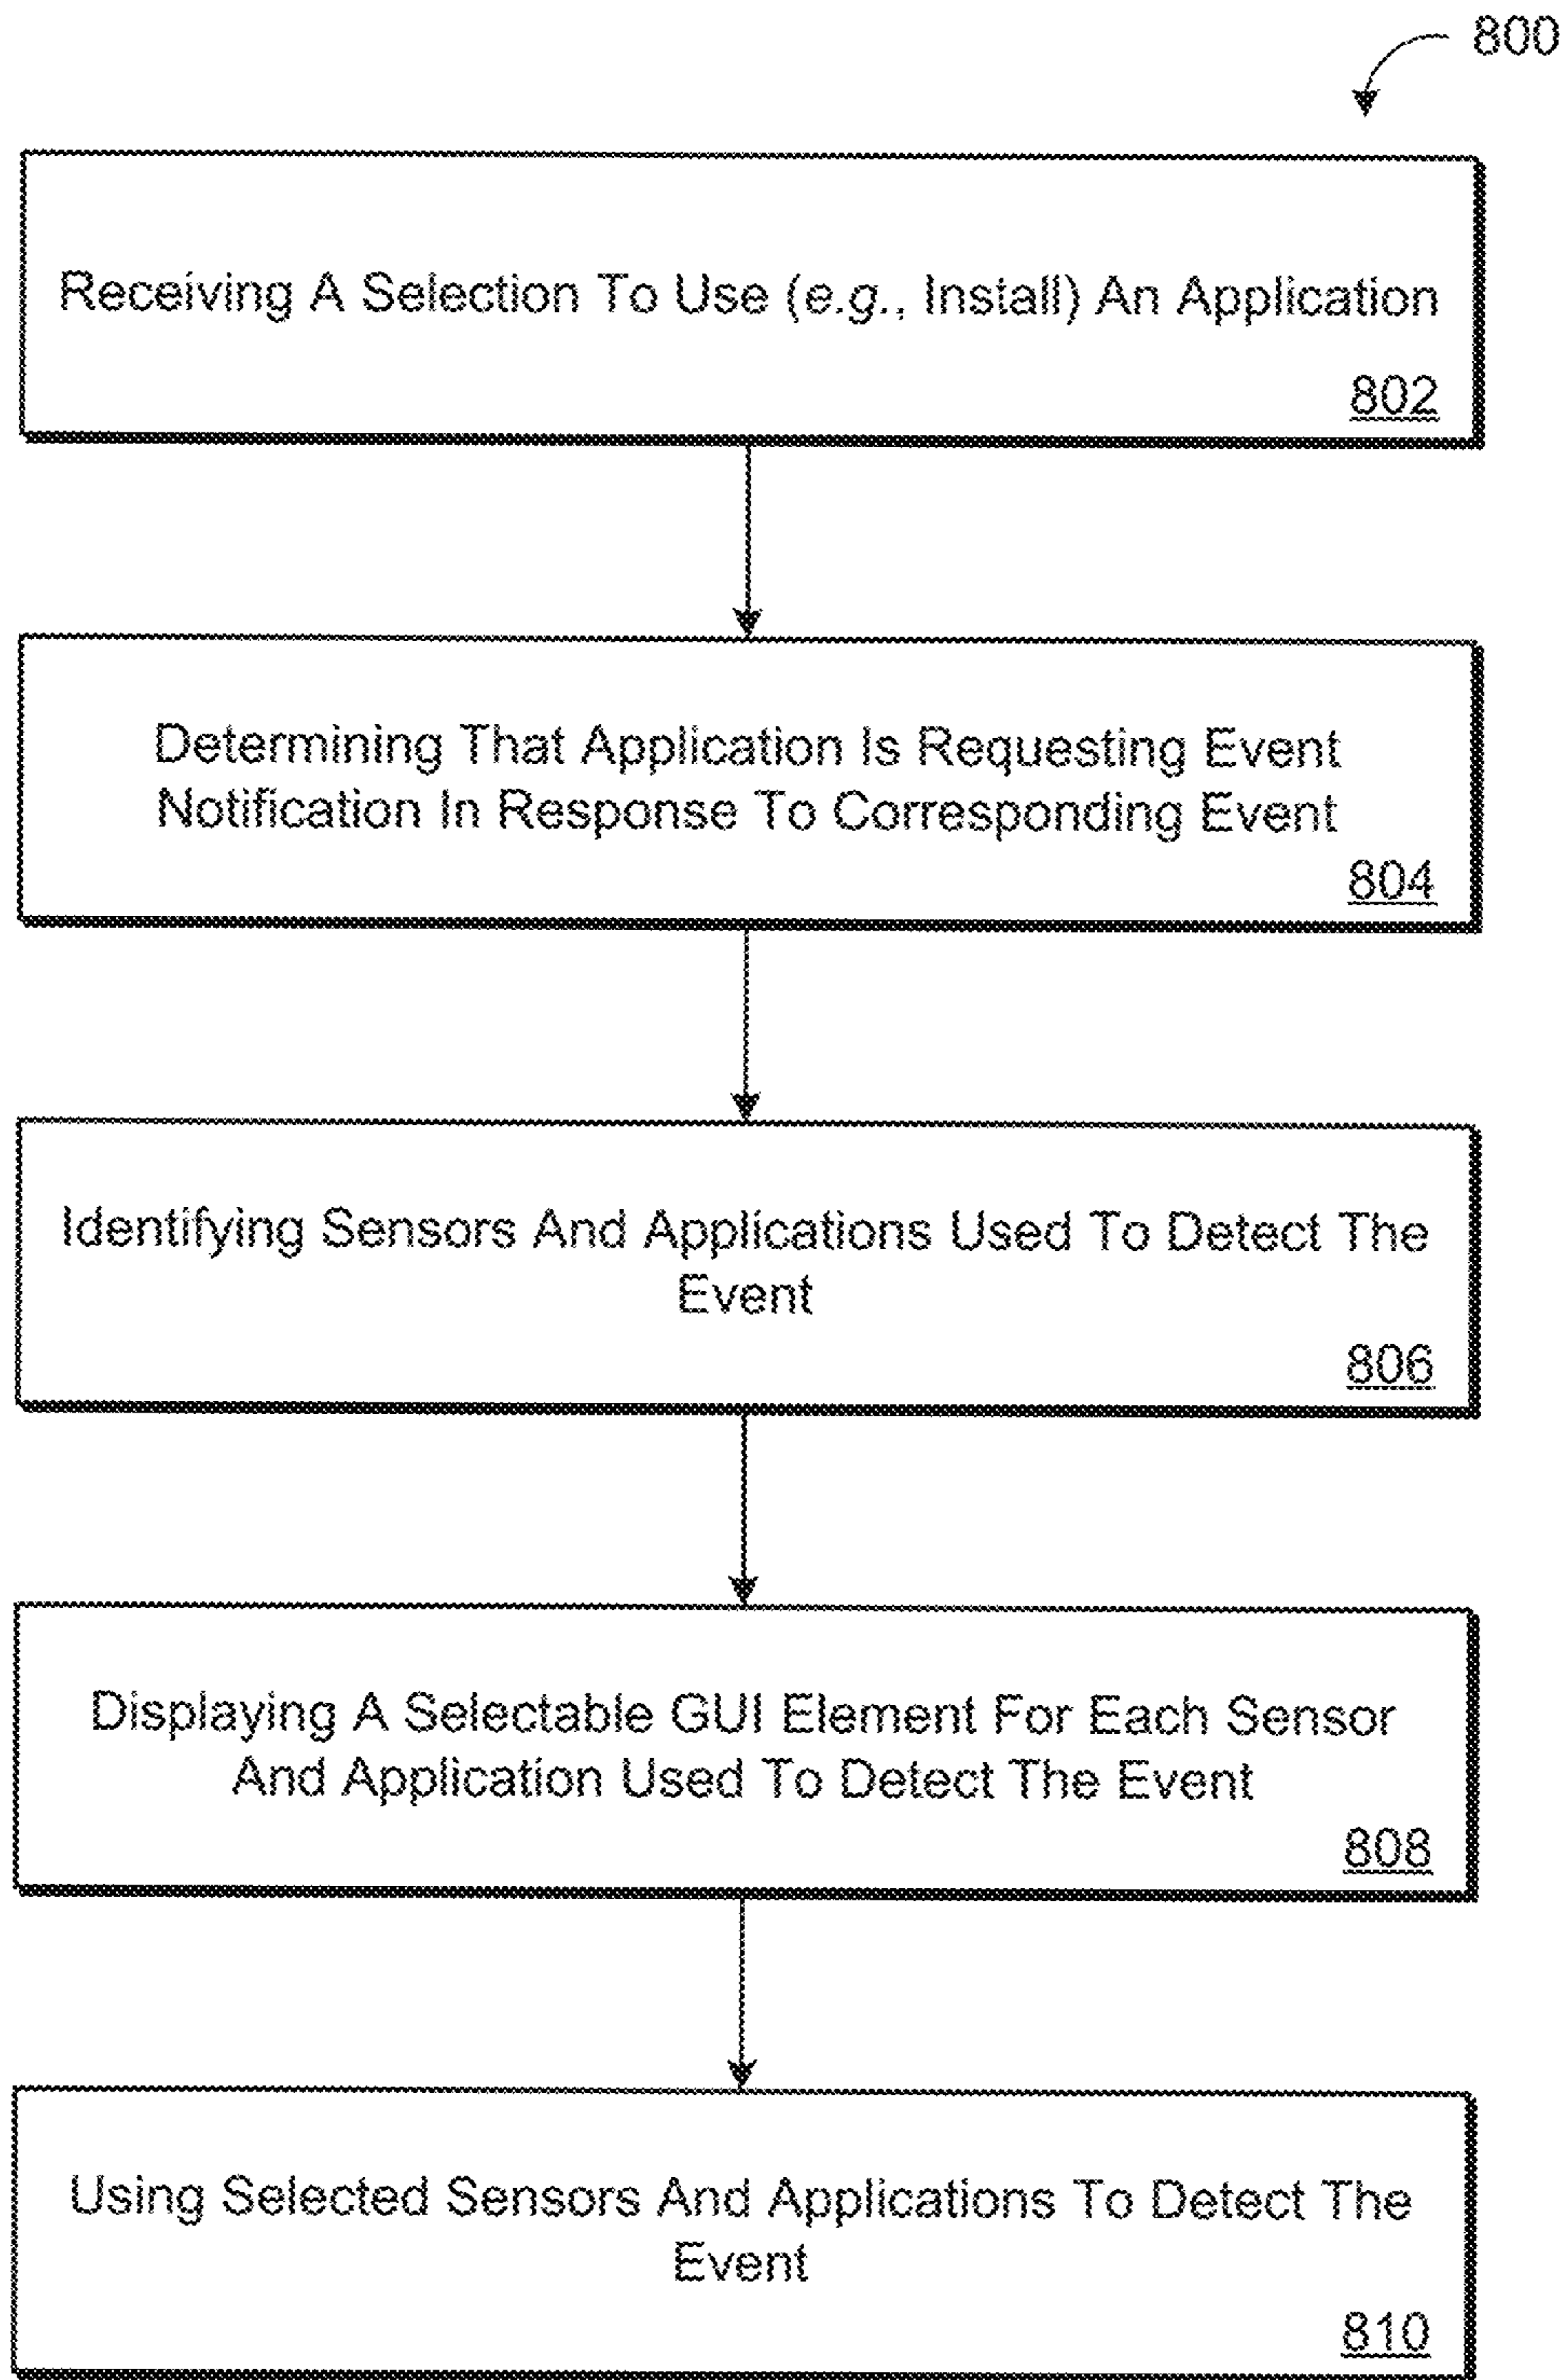 800
Receiving A Selection To Use (e.g., Install) An Application
802
Determining That Application Is Requesting Event
Notification In Response To Corresponding Event
804
Identifying Sensors And Applications Used To Detect The
Event
806
Displaying A Selectable GUI Element For Each Sensor
And Application Used To Detect The Event
808
Using Selected Sensors And Applications To Detect The
Event
810